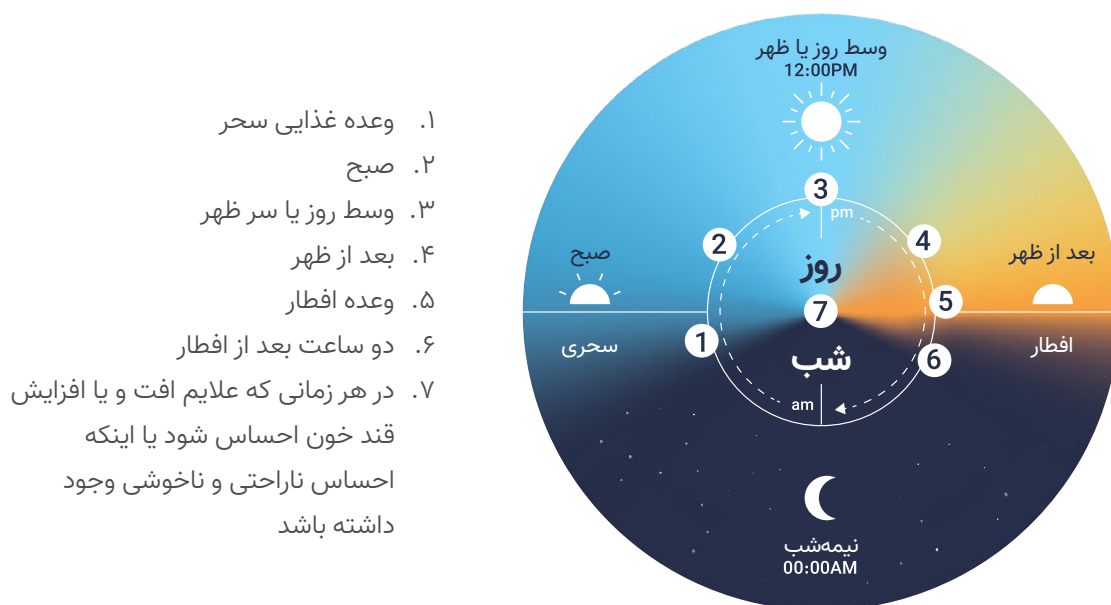 ۱. وعده غذایی سحر
۲. صبح
۳. وسط روز یا سر ظهر
۴. بعد از ظهر
۵. وعده افطار
۶. دو ساعت بعد از افطار
۷. در هر زمانی که علایم افت و یا افزایش
قند خون احساس شود یا اینکه
احساس ناراحتی و ناخوشی وجود
داشته باشد
وسط روز یا ظهر
12:00PM
3
pm
2
4
صبح
بعد از ظهر
روز
7
5
1
سحری
شب
6
افطار
am
نیمه‌شب
00:00AM